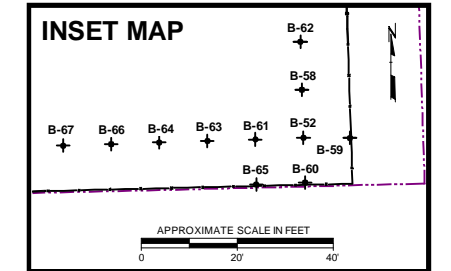 INSET MAP
B-62
N
B-58
B-67 B-66 B-64 B-63 B-61 B-52
B-59
B-65 B-60
APPROXIMATE SCALE IN FEET
0 20' 40'